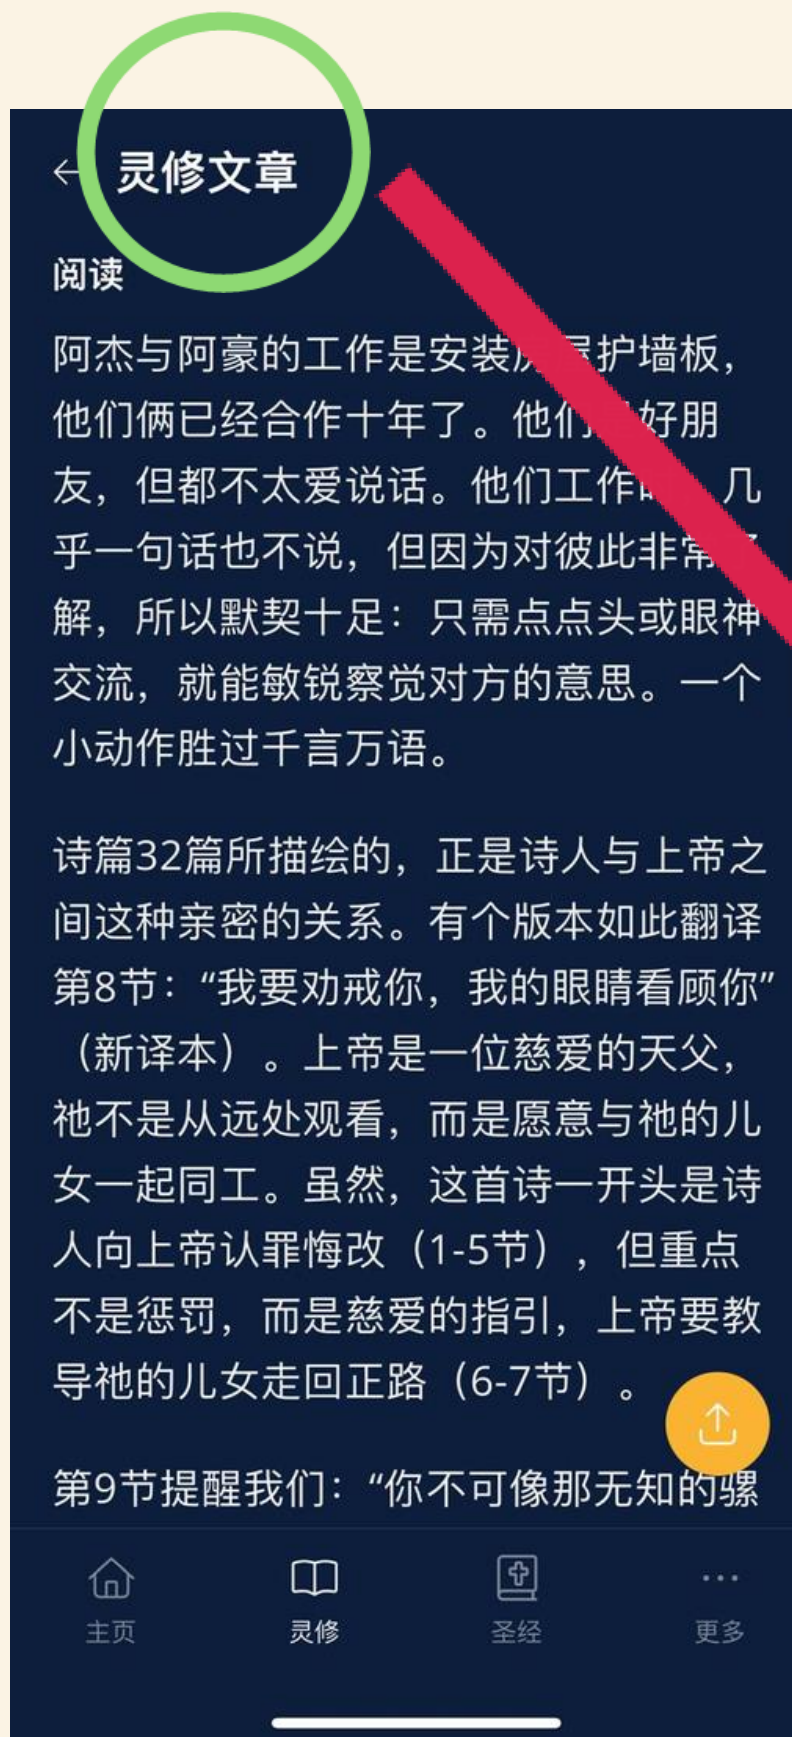 灵修文章
阅读
阿杰与阿豪的工作是安装 护墙板，
他们俩已经合作十年了。他们 好朋
友，但都不太爱说话。他们工作 几
乎一句话也不说，但因为对彼此非常
解，所以默契十足：只需点点头或眼神
交流，就能敏锐察觉对方的意思。一个
小动作胜过千言万语。
诗篇32篇所描绘的，正是诗人与上帝之
间这种亲密的关系。有个版本如此翻译
第8节：“我要劝戒你，我的眼睛看顾你”
（新译本）。上帝是一位慈爱的天父，
祂不是从远处观看，而是愿意与祂的儿
女一起同工。虽然，这首诗一开头是诗
人向上帝认罪悔改（1-5节），但重点
不是惩罚，而是慈爱的指引，上帝要教
导祂的儿女走回正路（6-7节）。
第9节提醒我们：“你不可像那无知的骡
主页 灵修 圣经 更多